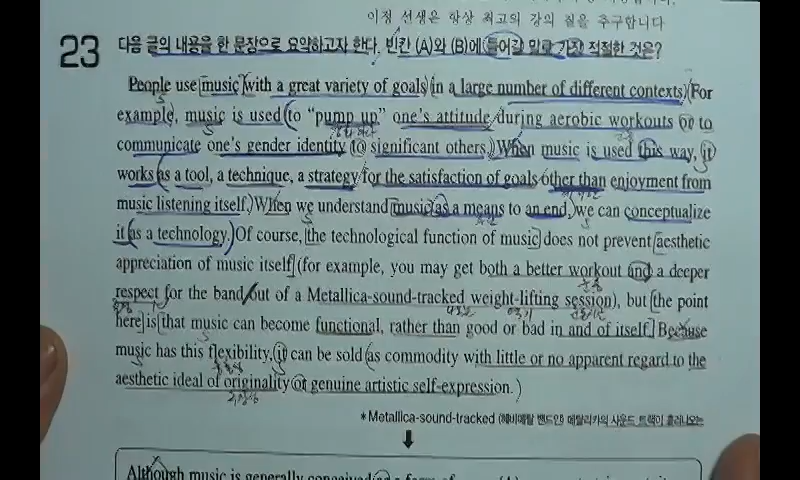 이정 선생은 항상 최고의 강의 질을 추구합니다
23 다음 글의 내용을 한 문장으로 요약하고자 한다. 빈칸 (A)와 (B)에 들어갈 말로 가장 적절한 것은?
People use music with a great variety of goals in a large number of different contexts. For
example, music is used to “pump up” one’s attitude during aerobic workouts or to
communicate one’s gender identity to significant others. When music is used this way, it
works as a tool, a technique, a strategy for the satisfaction of goals other than enjoyment from
music listening itself. When we understand music as a means to an end, we can conceptualize
it as a technology. Of course, the technological function of music does not prevent aesthetic
appreciation of music itself (for example, you may get both a better workout and a deeper
respect for the band out of a Metallica-sound-tracked weight-lifting session), but the point
here is that music can become functional, rather than good or bad in and of itself. Because
music has this flexibility, it can be sold as commodity with little or no apparent regard to the
aesthetic ideal of originality or genuine artistic self-expression.
*Metallica-sound-tracked (헤비메탈 밴드인) 메탈리카의 사운드 트랙이 흘러나오는
Although music is generally